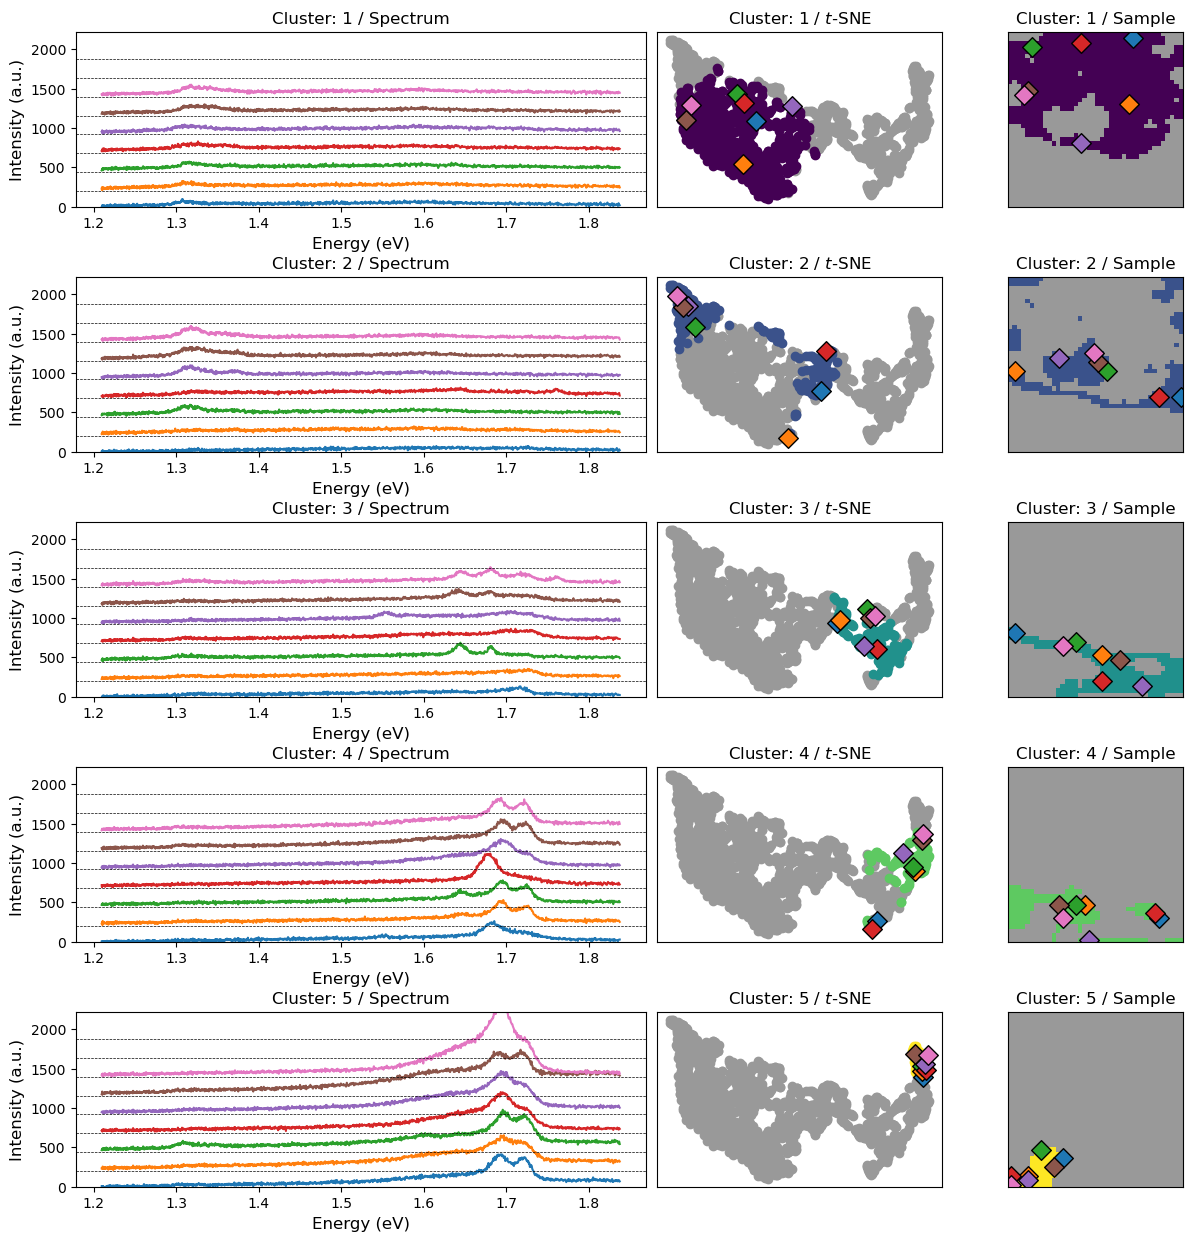 Cluster: 1 / Spectrum
Cluster: 1 / t-SNE
Cluster: 1 / Sample
Intensity (a.u.)
2000
1500
1000
500
0
1.2 1.3 1.4 1.5 1.6 1.7 1.8
Energy (eV)
Cluster: 2 / Spectrum
Cluster: 2 / t-SNE
Cluster: 2 / Sample
Intensity (a.u.)
2000
1500
1000
500
0
1.2 1.3 1.4 1.5 1.6 1.7 1.8
Energy (eV)
Cluster: 3 / Spectrum
Cluster: 3 / t-SNE
Cluster: 3 / Sample
Intensity (a.u.)
2000
1500
1000
500
0
1.2 1.3 1.4 1.5 1.6 1.7 1.8
Energy (eV)
Cluster: 4 / Spectrum
Cluster: 4 / t-SNE
Cluster: 4 / Sample
Intensity (a.u.)
2000
1500
1000
500
0
1.2 1.3 1.4 1.5 1.6 1.7 1.8
Energy (eV)
Cluster: 5 / Spectrum
Cluster: 5 / t-SNE
Cluster: 5 / Sample
Intensity (a.u.)
2000
1500
1000
500
0
1.2 1.3 1.4 1.5 1.6 1.7 1.8
Energy (eV)